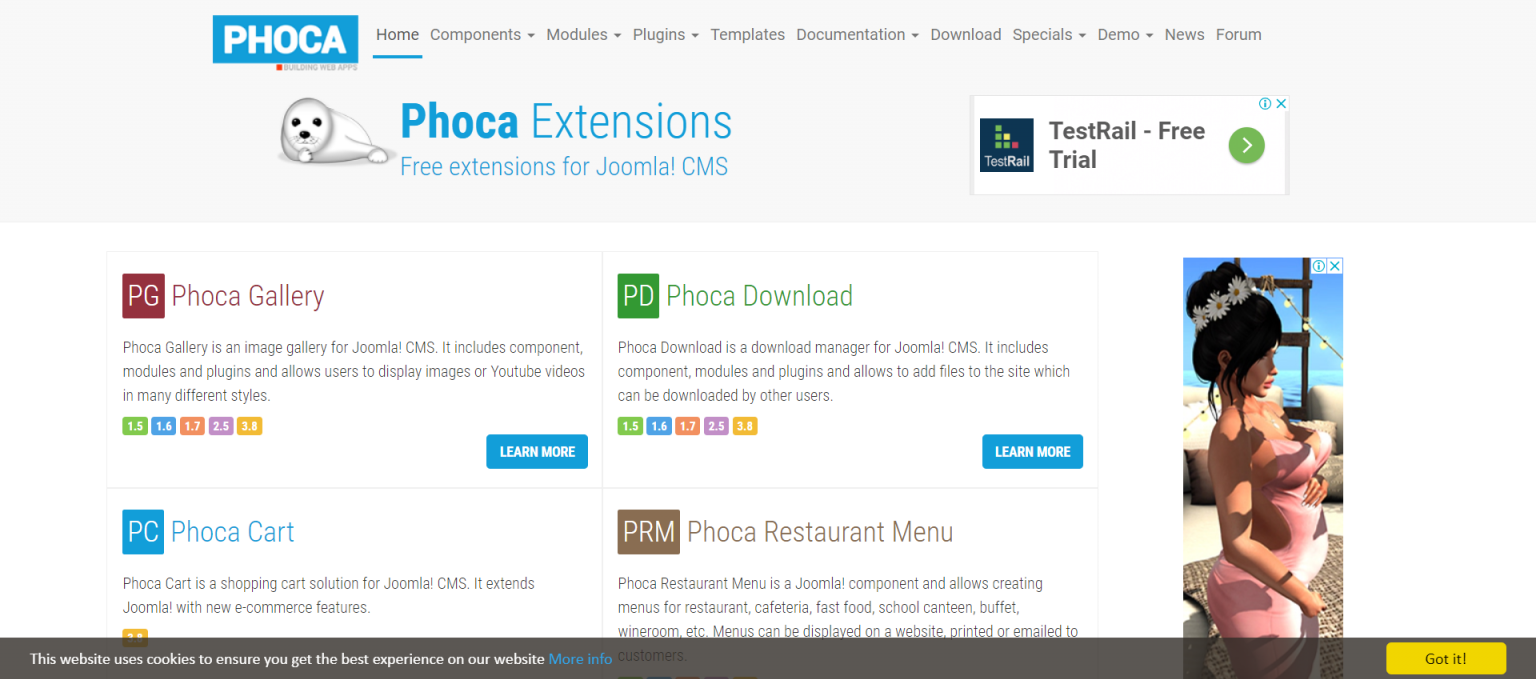 PHOCA
BUILDING WEB APPS
Home Components Modules Plugins Templates Documentation Download Specials Demo News Forum
Phoca Extensions
Free extensions for Joomla! CMS
TestRail - Free
Trial
TestRail
PG Phoca Gallery
Phoca Gallery is an image gallery for Joomla! CMS. It includes component,
modules and plugins and allows users to display images or Youtube videos
in many different styles.
1.5 1.6 1.7 2.5 3.8
LEARN MORE
PD Phoca Download
Phoca Download is a download manager for Joomla! CMS. It includes
component, modules and plugins and allows to add files to the site which
can be downloaded by other users.
1.5 1.6 1.7 2.5 3.8
LEARN MORE
PC Phoca Cart
Phoca Cart is a shopping cart solution for Joomla! CMS. It extends
Joomla! with new e-commerce features.
3.8
PRM Phoca Restaurant Menu
Phoca Restaurant Menu is a Joomla! component and allows creating
menus for restaurant, cafeteria, fast food, school canteen, buffet,
wineroom, etc. Menus can be displayed on a website, printed or emailed to
customers.
This website uses cookies to ensure you get the best experience on our website More info
Got it!